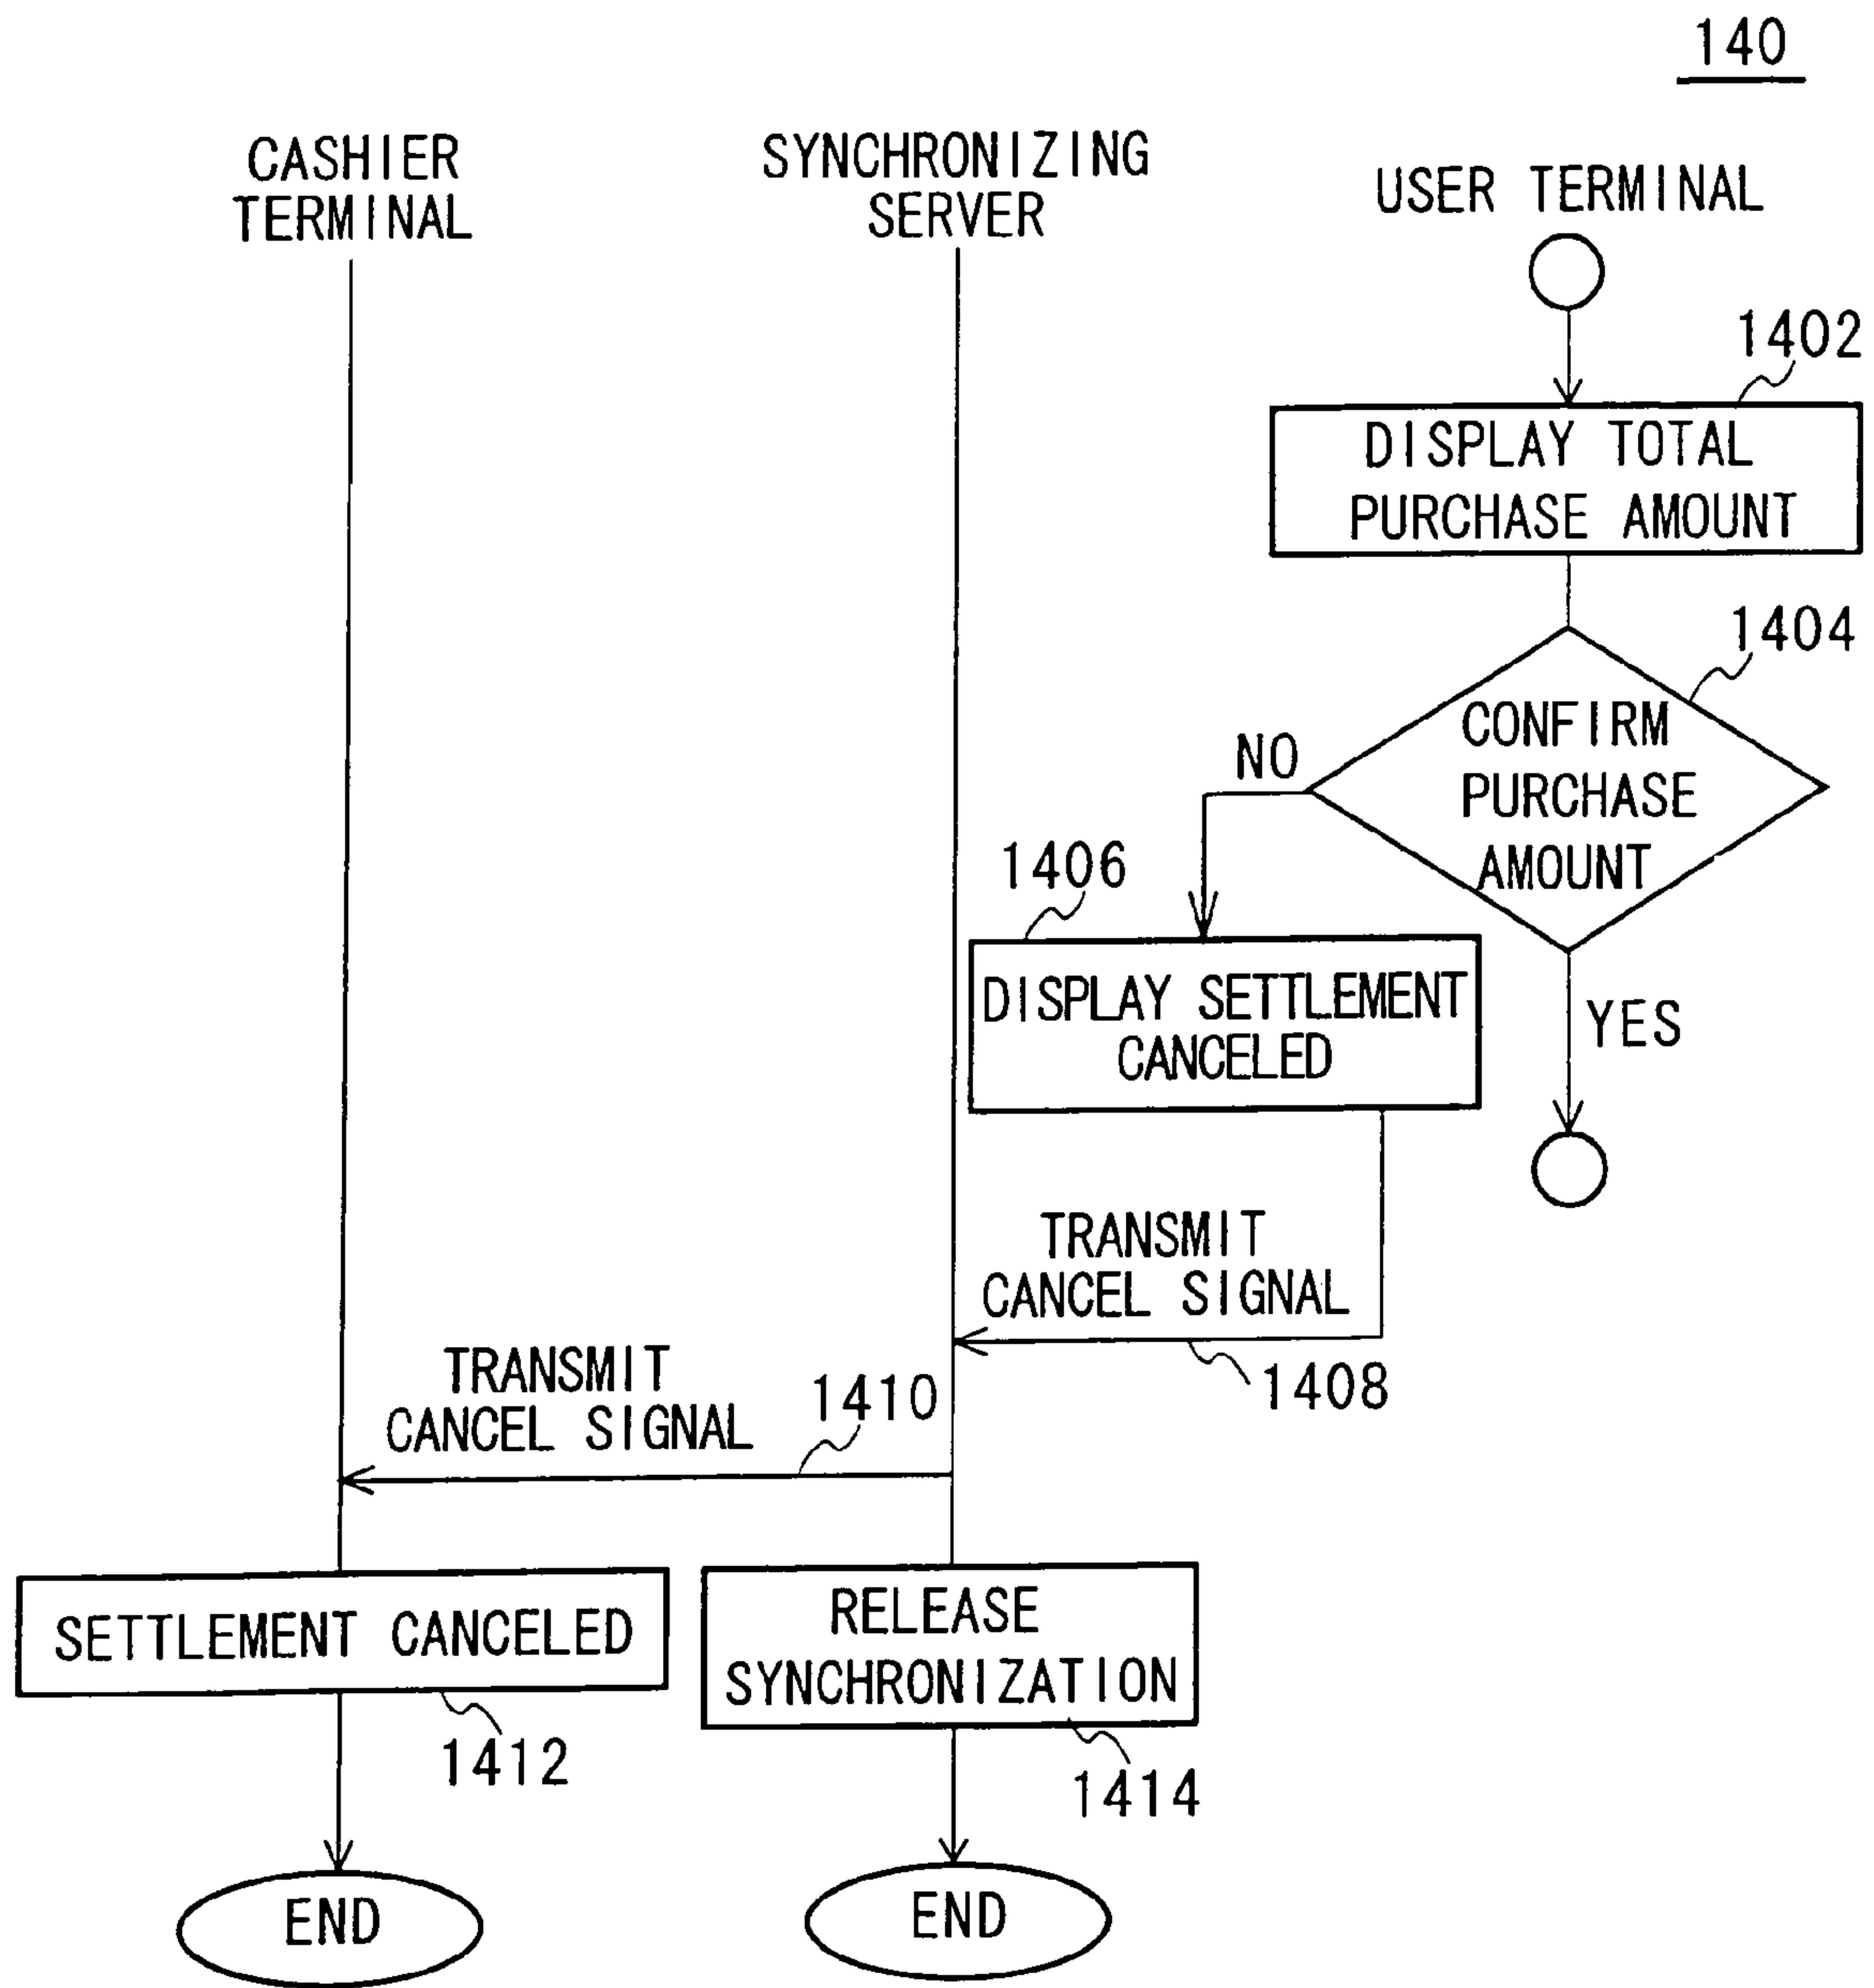 140
CASHIER
TERMINAL
SYNCHRONIZING
SERVER
USER TERMINAL
1402
DISPLAY TOTAL
PURCHASE AMOUNT
1404
CONFIRM
PURCHASE
AMOUNT
NO
YES
1406
DISPLAY SETTLEMENT
CANCELED
TRANSMIT
CANCEL SIGNAL
1408
TRANSMIT
CANCEL SIGNAL
1410
SETTLEMENT CANCELED
1412
RELEASE
SYNCHRONIZATION
1414
END
END